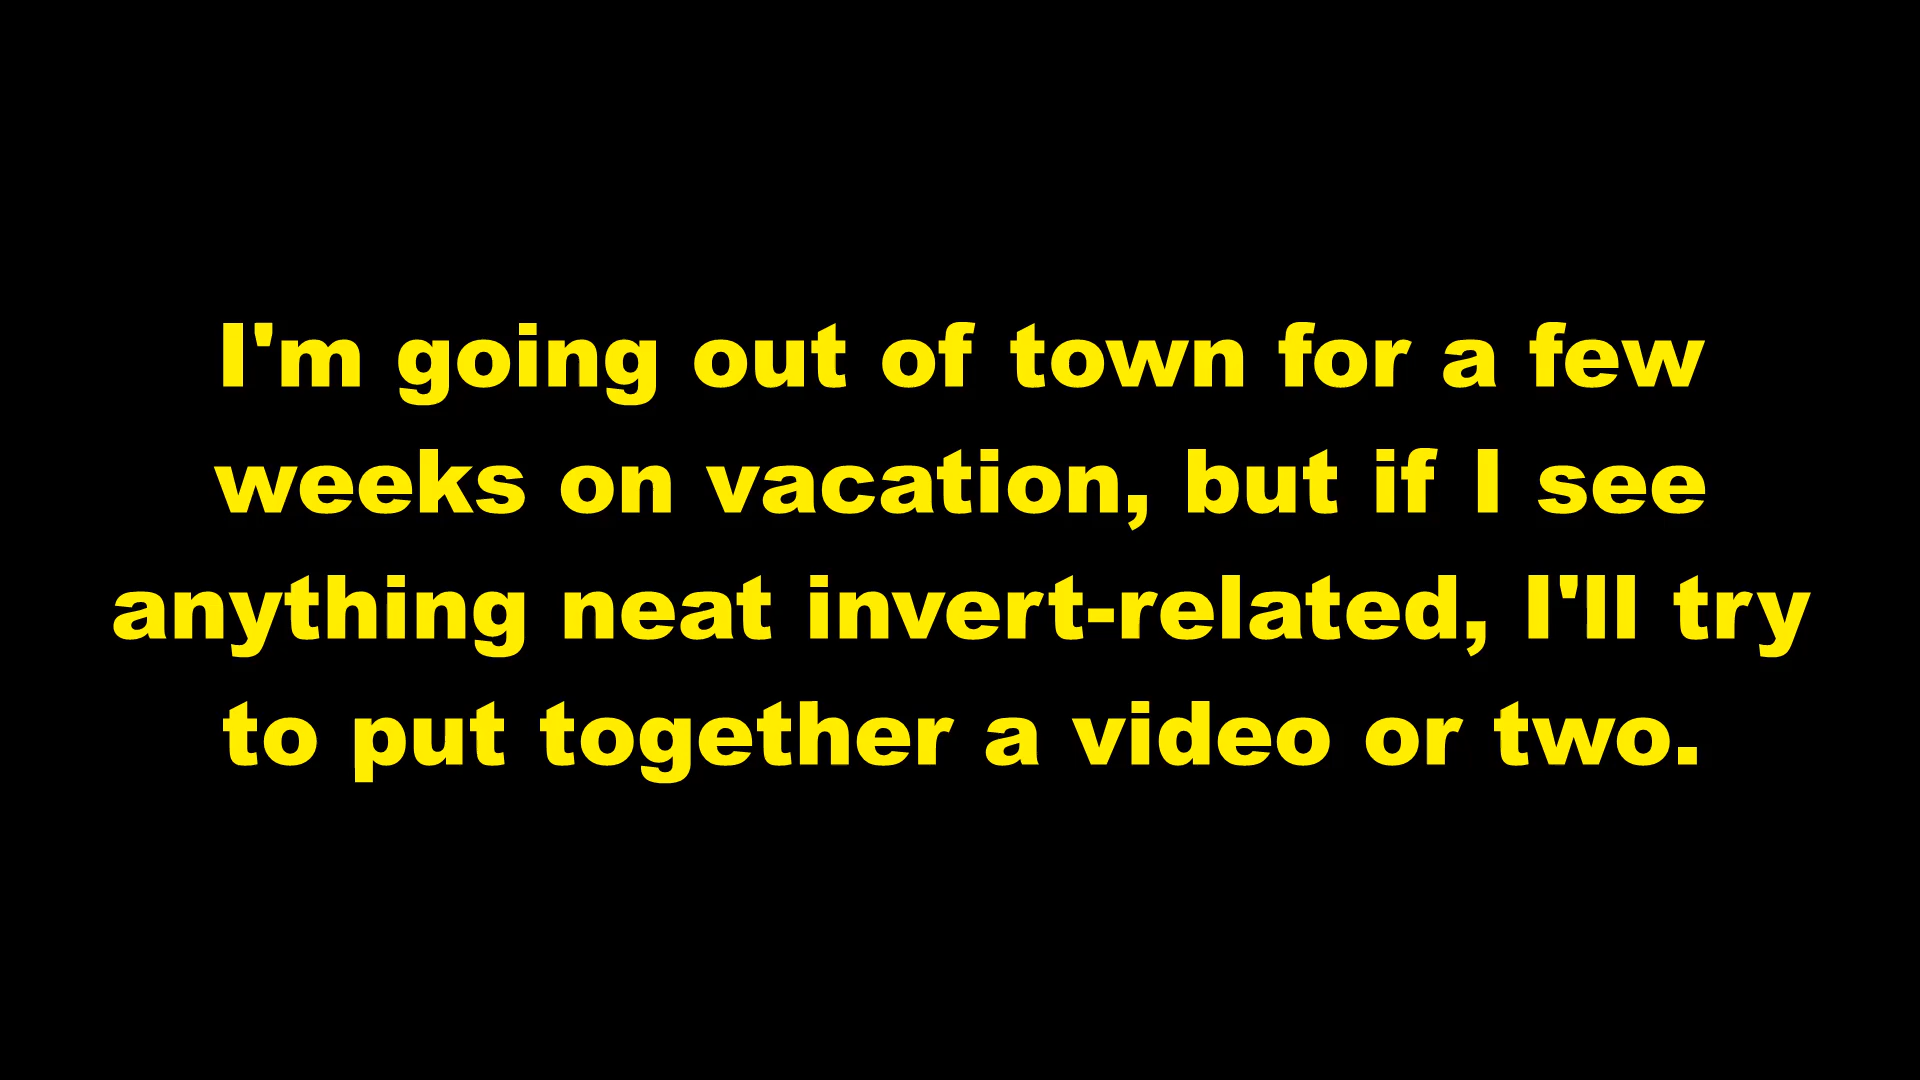 I'm going out of town for a few
weeks on vacation, but if I see
anything neat invert-related, I'll try
to put together a video or two.